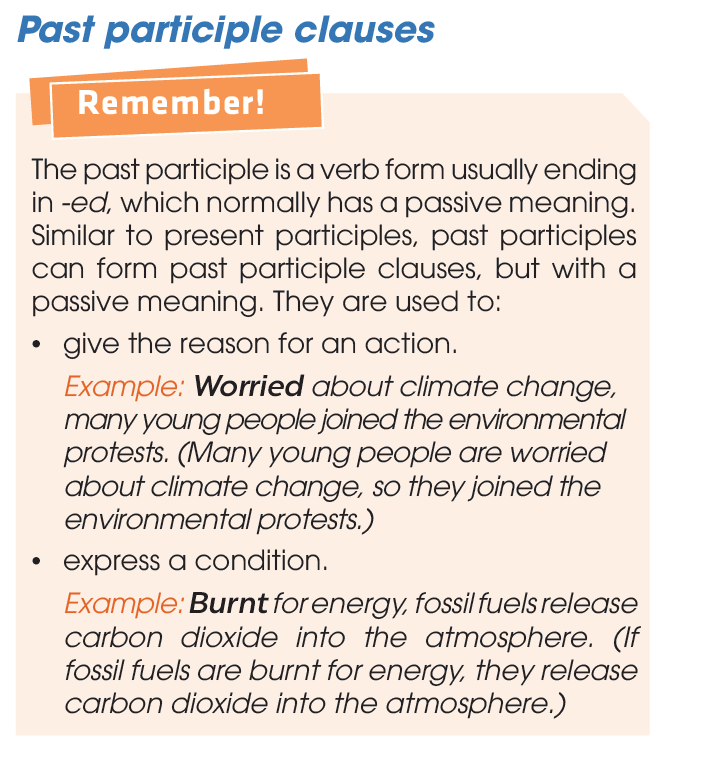 Past participle clauses
Remember!
The past participle is a verb form usually ending
in -ed, which normally has a passive meaning.
Similar to present participles, past participles
can form past participle clauses, but with a
passive meaning. They are used to:
• give the reason for an action.
Example: Worried about climate change,
many young people joined the environmental
protests. (Many young people are worried
about climate change, so they joined the
environmental protests.)
• express a condition.
Example: Burnt for energy, fossil fuels release
carbon dioxide into the atmosphere. (If
fossil fuels are burnt for energy, they release
carbon dioxide into the atmosphere.)